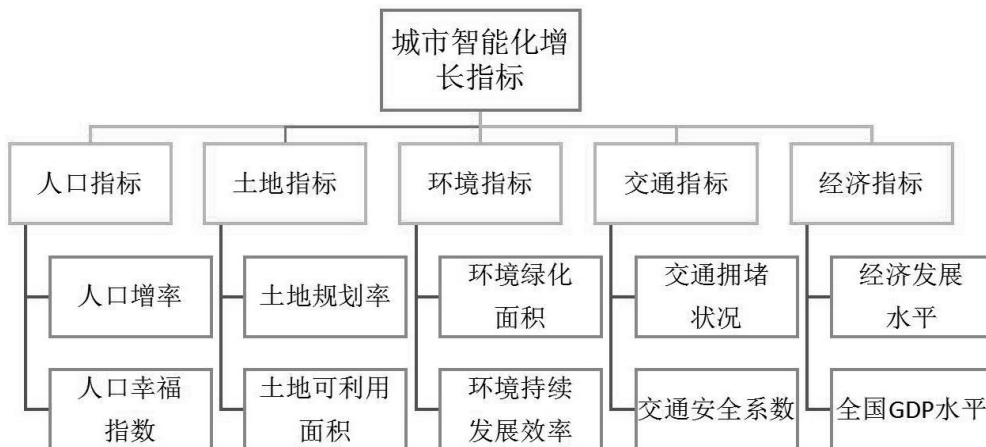 城市智能化增
长指标
人口指标
土地指标
环境指标
交通指标
经济指标
人口增率
土地规划率
环境绿化
面积
交通拥堵
状况
经济发展
水平
人口幸福
指数
土地可利用
面积
环境持续
发展效率
交通安全系数
全国GDP水平